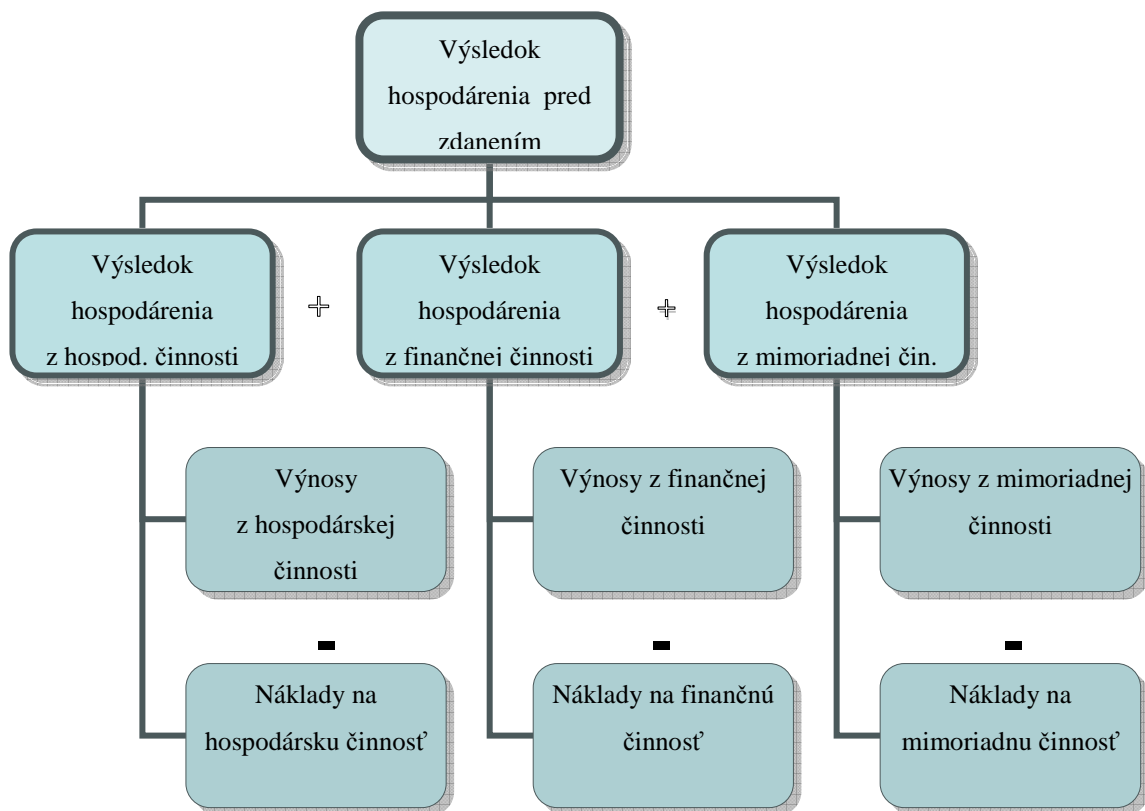 Výsledok
hospodárenia pred
zdanením
Výsledok
hospodárenia
z hospod. činnosti
+
Výsledok
hospodárenia
z finančnej činnosti
+
Výsledok
hospodárenia
z mimoriadnej čin.
Výnosy
z hospodárskej
činnosti
Výnosy z finančnej
činnosti
Výnosy z mimoriadnej
činnosti
-
-
-
Náklady na
hospodársku činnosť
Náklady na finančnú
činnosť
Náklady na
mimoriadnu činnosť